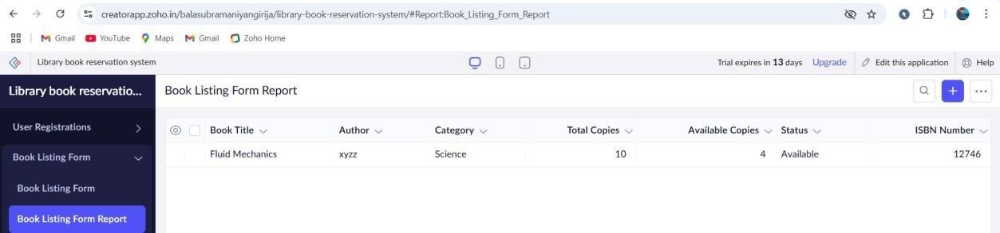 creatorapp.zoho.in/balasubramaniyangirija/library-book-reservation-system/#Report:Book_Listing_Form_Report
Gmail YouTube Maps Gmail Zoho Home
Library book reservation system Trial expires in 13 days Upgrade Edit this application Help
Library book reservatio... Book Listing Form Report
User Registrations
Book Title Author Category Total Copies Available Copies Status ISBN Number
Book Listing Form
Fluid Mechanics xyzz Science 10 4 Available 12746
Book Listing Form
Book Listing Form Report